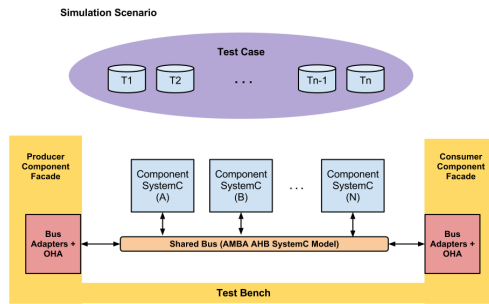 Simulation Scenario
Test Case
T1
T2
. . .
Tn-1
Tn
Producer
Component
Facade
Component
SystemC
(A)
Component
SystemC
(B)
. . .
Component
SystemC
(N)
Consumer
Component
Facade
Bus
Adapters +
OHA
Shared Bus (AMBA AHB SystemC Model)
Bus
Adapters +
OHA
Test Bench